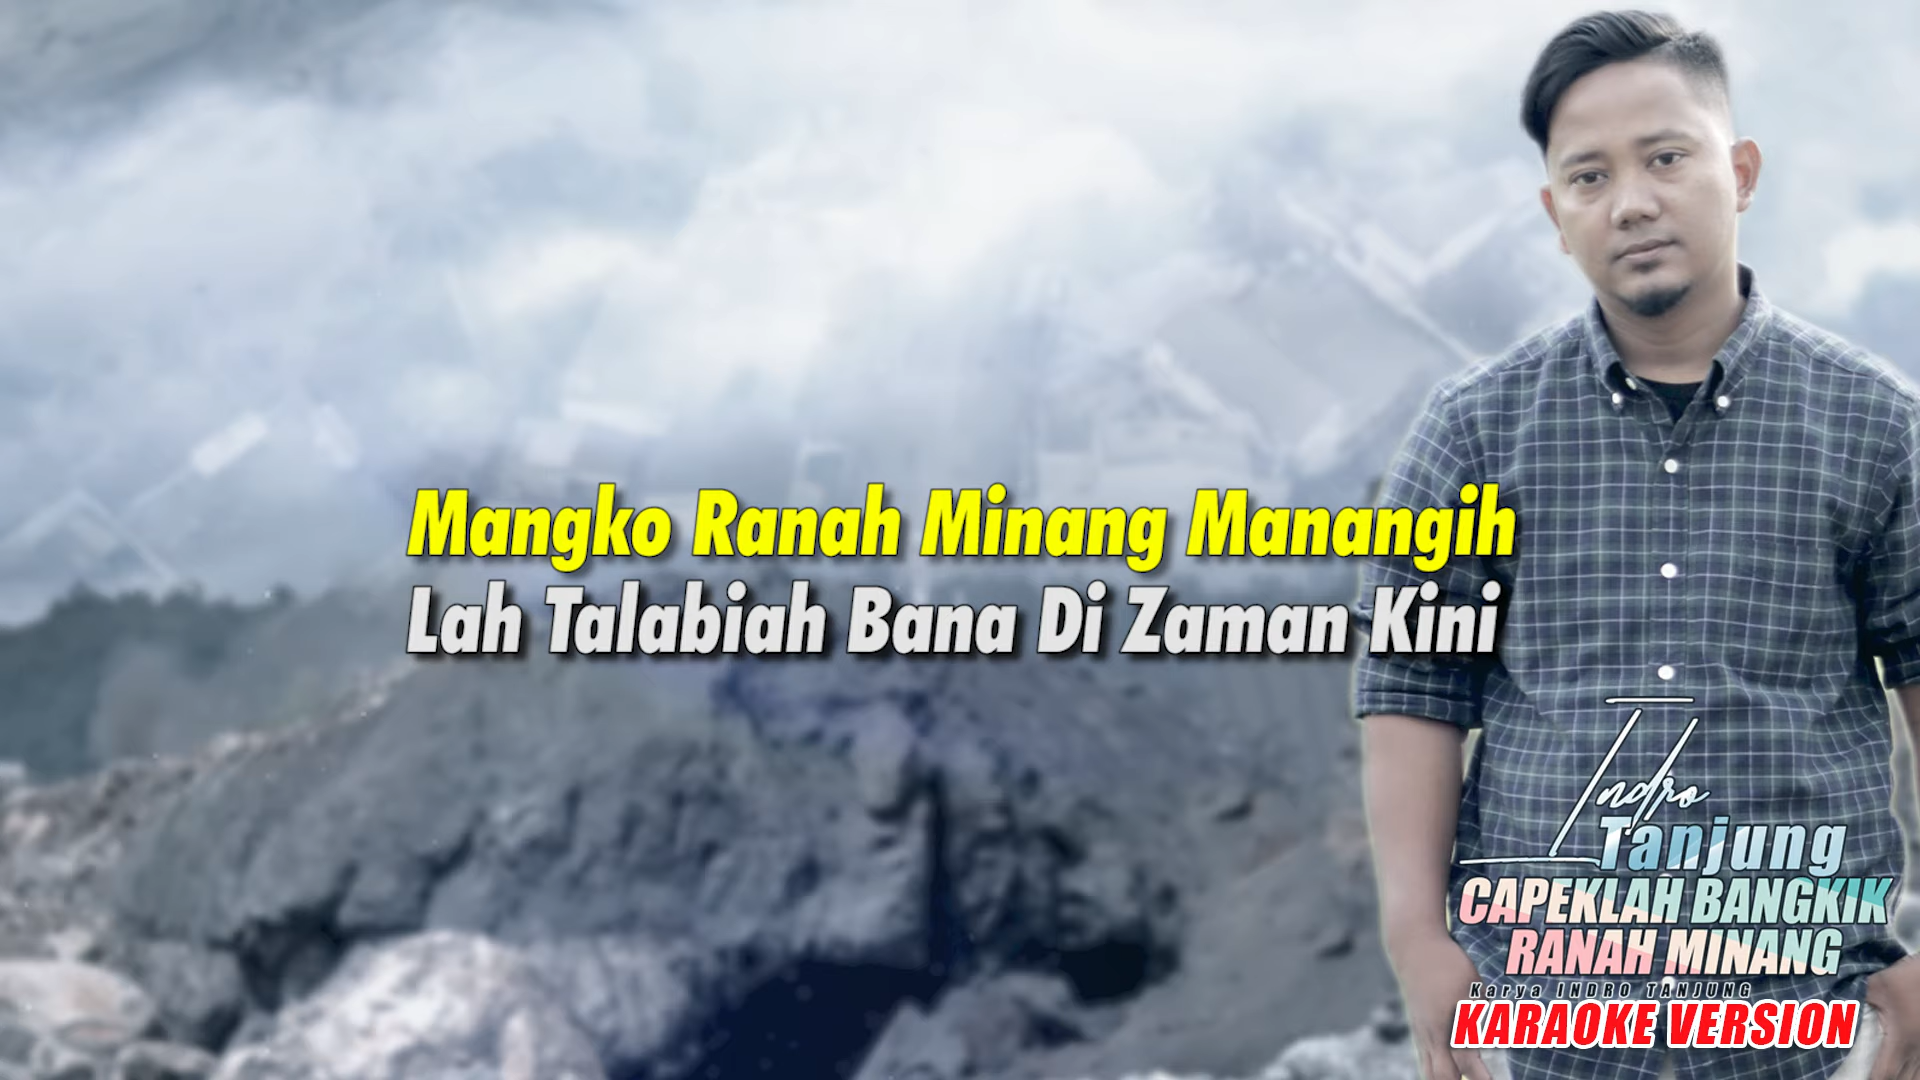 Mangko Ranah Minang Manangih
Lah Talabiah Bana Di Zaman Kini
Indro
Tanjung
CAPEKLAH BANGKIK
RANAH MINANG
Karya INDRO TANJUNG
KARAOKE VERSION